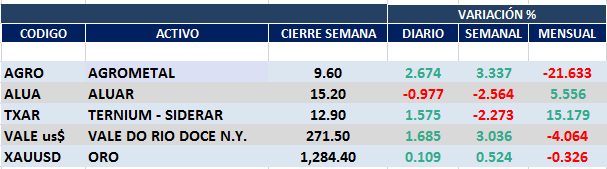 VARIACIÓN %
CODIGO ACTIVO CIERRE SEMANA DIARIO SEMANAL MENSUAL
AGRO AGROMETAL 9.60 2.674 3.337 -21.633
ALUA ALUAR 15.20 -0.977 -2.564 5.556
TXAR TERNIUM - SIDERAR 12.90 1.575 -2.273 15.179
VALE us$ VALE DO RIO DOCE N.Y. 271.50 1.685 3.036 -4.064
XAUUSD ORO 1,284.40 0.109 0.524 -0.326